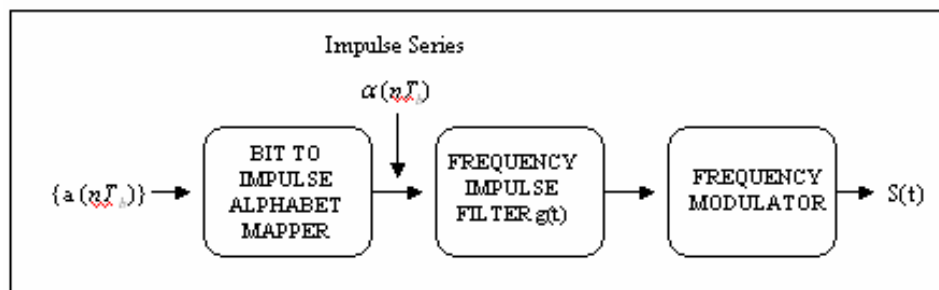 Impulse Series
α(nT_b)
{a(nT_b)}
BIT TO
IMPULSE
ALPHABET
MAPPER
FREQUENCY
IMPULSE
FILTER g(t)
FREQUENCY
MODULATOR
S(t)